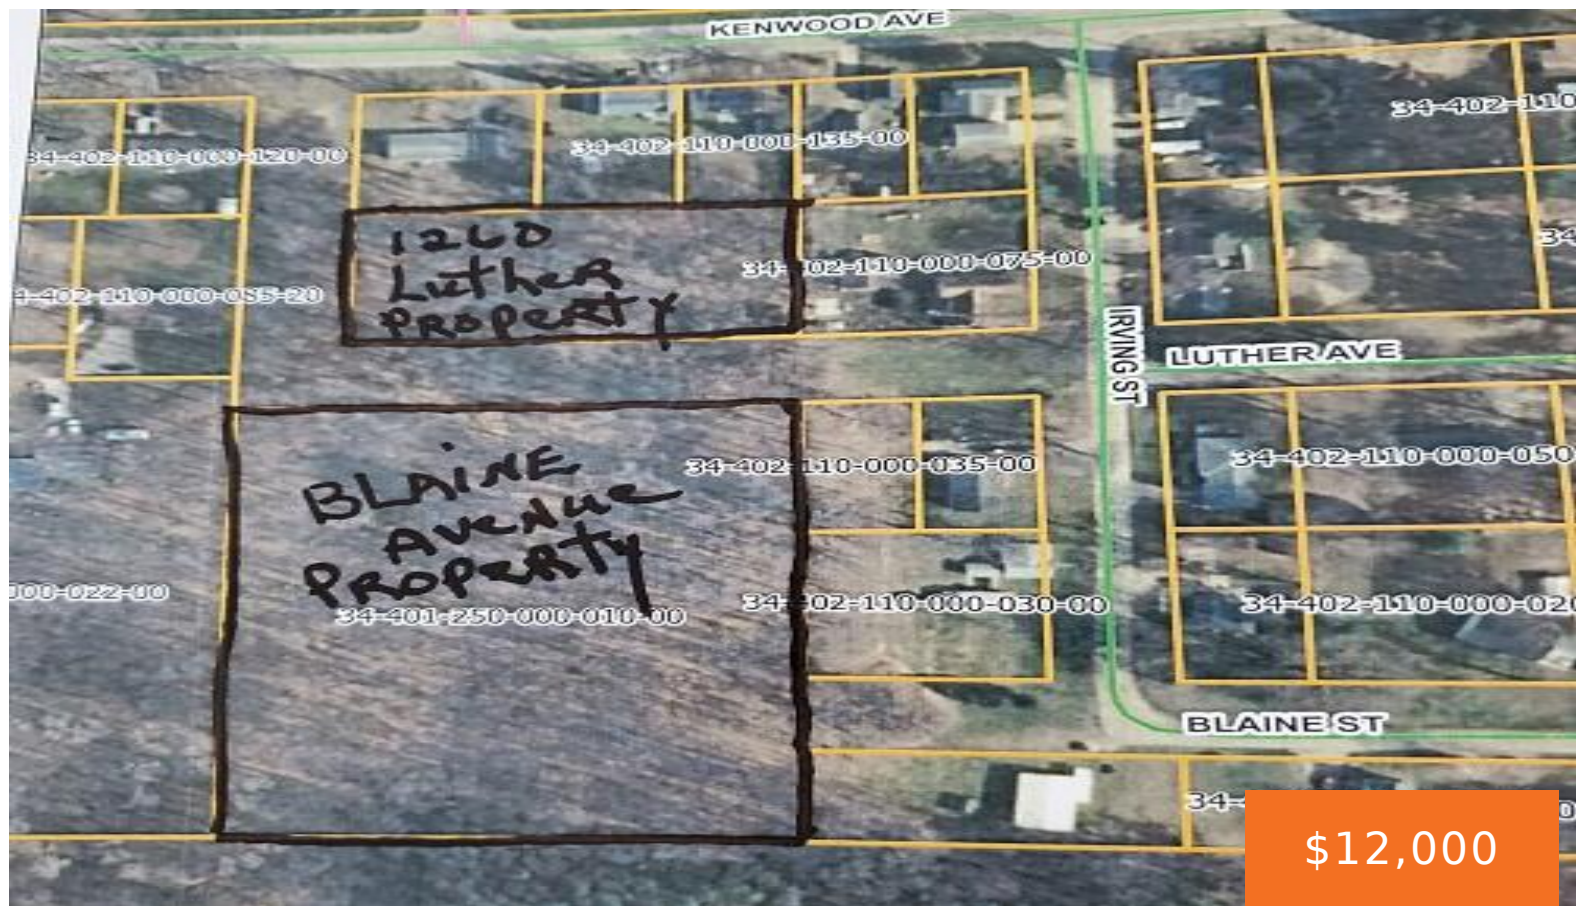 KENWOOD AVE
34-402-110
34-402-110-000-135-00
34-402-110-000-120-00
1260
Luther
Property
34
34-402-110-000-075-00
4-402-110-000-085-20
IRVING ST
LUTHER AVE
BLAINE
AVENUE
PROPERTY
34-402-110-000-035-00
34-402-110-000-050
000-022-00
34-401-250-000-010-00
34-402-110-000-030-00
34-402-110-000-020
BLAINE ST
34-4
$12,000